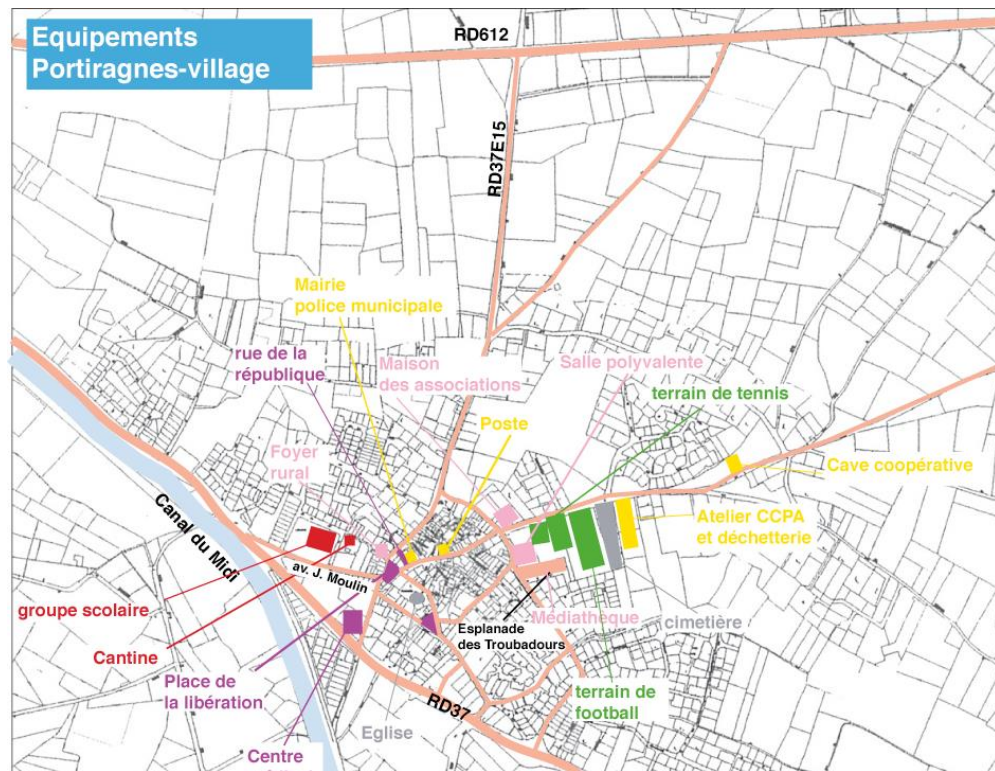 Equipements
Portiragnes-village
RD612
RD37E15
Mairie
police municipale
rue de la
république
Maison
des associations
Salle polyvalente
terrain de tennis
Poste
Foyer
rural
Cave coopérative
Canal du Midi
Atelier CCPA
et déchetterie
av. J. Moulin
groupe scolaire
Médiathèque
cimetière
Esplanade
des Troubadours
Cantine
Place de
la libération
terrain de
football
RD37
Eglise
Centre